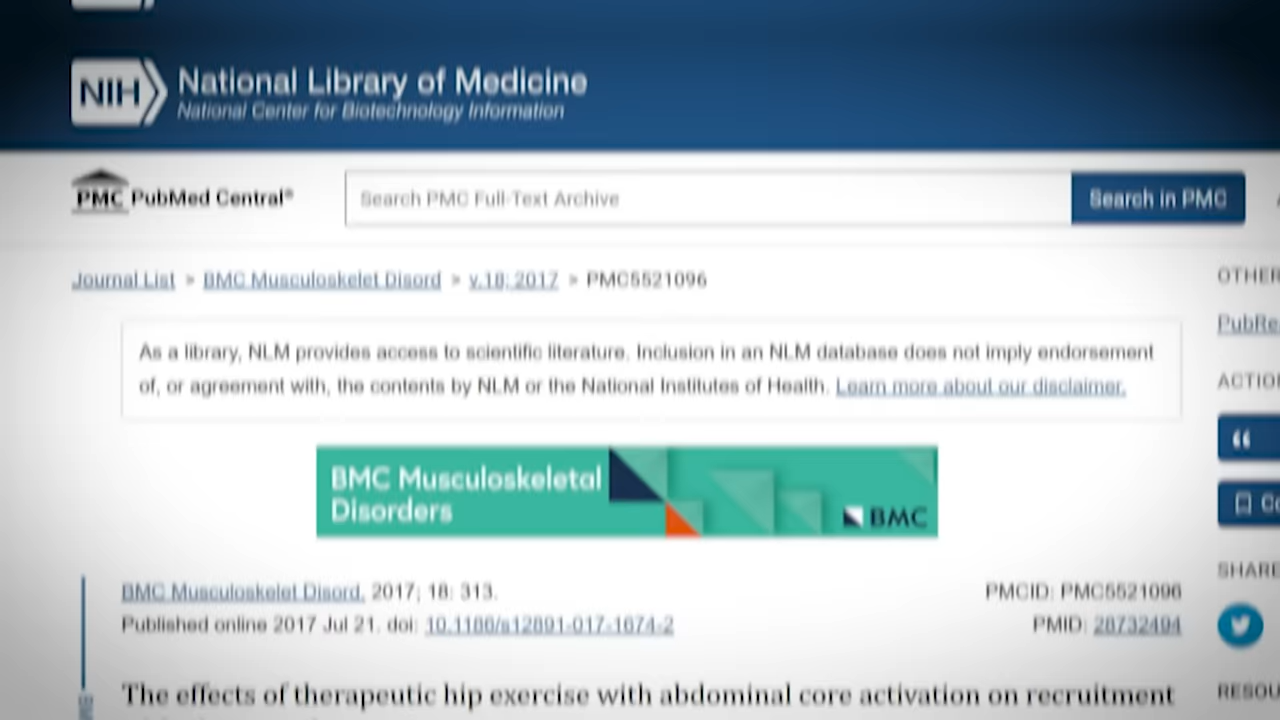 NIH National Library of Medicine
National Center for Biotechnology Information
PMC PubMed Central®
Search PMC Full-Text Archive
Search in PMC
Journal List > BMC Musculoskelet Disord > v.18; 2017 > PMC5521096
OTHER
As a library, NLM provides access to scientific literature. Inclusion in an NLM database does not imply endorsement
of, or agreement with, the contents by NLM or the National Institutes of Health. Learn more about our disclaimer.
PubRe
ACTIO
BMC Musculoskeletal
Disorders
BMC
Co
SHARE
BMC Musculoskelet Disord. 2017; 18: 313.
PMCID: PMC5521096
Published online 2017 Jul 21. doi: 10.1186/s12891-017-1674-2
PMID: 28732494
The effects of therapeutic hip exercise with abdominal core activation on recruitment
RESOU